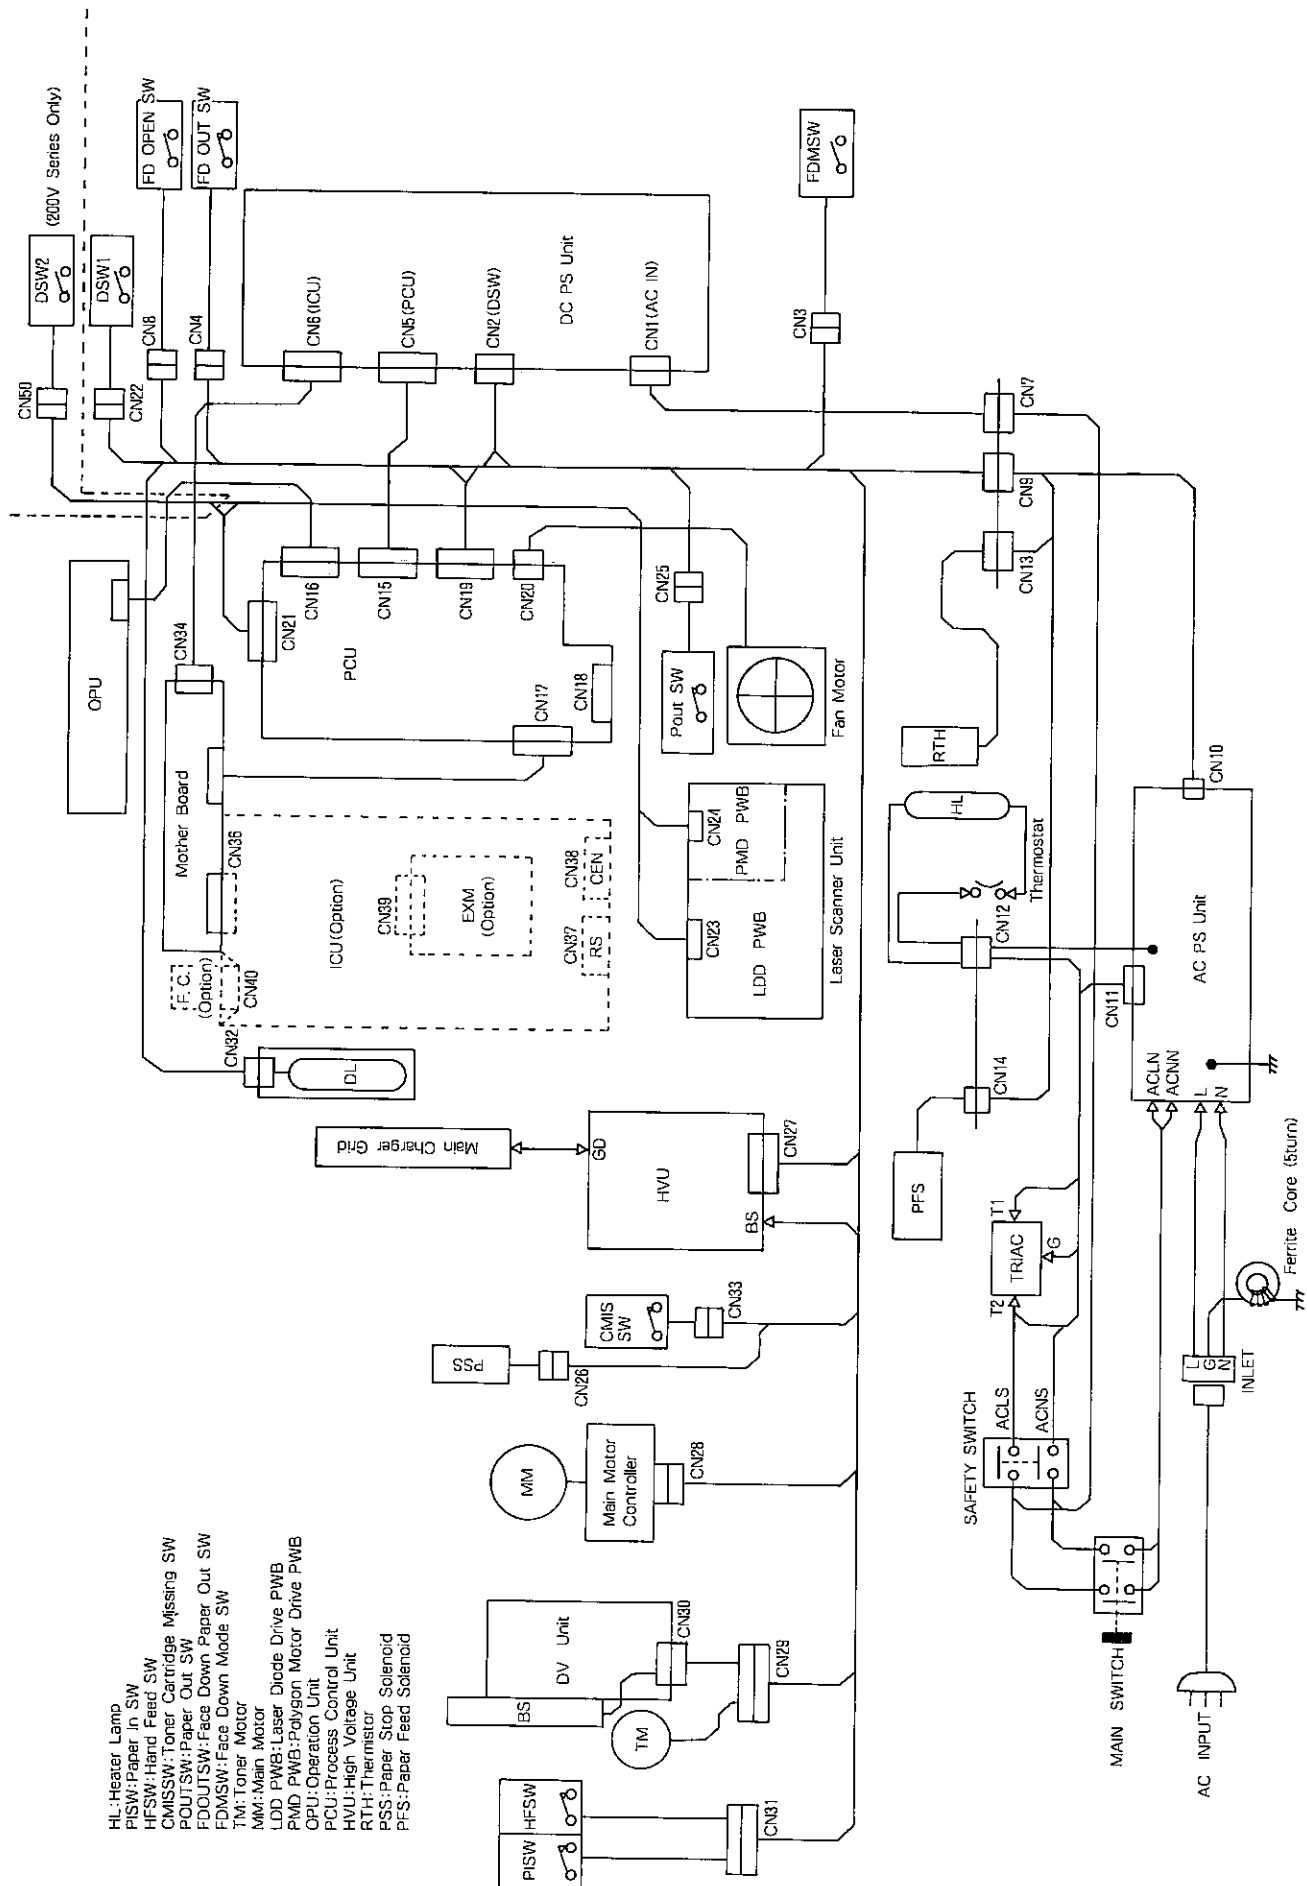 HL:Heater Lamp
PISW:Paper In SW
HFSW:Hand Feed SW
CMISSW:Toner Cartridge Missing SW
POUTSW:Paper Out SW
FDOUTSW:Face Down Paper Out SW
FDMSW:Face Down Mode SW
TM:Toner Motor
MM:Main Motor
LDD PWB:Laser Diode Drive PWB
PMD PWB:Polygon Motor Drive PWB
OPU:Operation Unit
PCU:Process Control Unit
HVU:High Voltage Unit
RTH:Thermistor
PSS:Paper Stop Solenoid
PFS:Paper Feed Solenoid
DSW2
(200V Series Only)
CN50
DSW1
CN22
FD OPEN SW
CN8
FD OUT SW
CN4
OPU
Mother Board
CN34
CN36
F.C.
(Option)
CN40
CN32
DL
ICU(Option)
CN39
EXM
(Option)
CN37
RS
CN38
CEN
PCU
CN21
CN16
CN15
CN19
CN20
CN17
CN18
CN6(ICU)
CN5(PCU)
CN2(DSW)
CN1(AC IN)
DC PS Unit
FDMSW
CN3
CN25
Pout SW
Fan Motor
CN23
CN24
LDD PWB
PMD PWB
Laser Scanner Unit
Main Charger Grid
GD
HVU
BS
CN27
CMIS
SW
CN33
PSS
CN26
MM
Main Motor
Controller
CN28
BS
DV Unit
CN30
TM
CN29
PISW
HFSW
CN31
CN7
CN9
CN13
RTH
HL
Thermostat
CN12
CN14
PFS
CN10
CN11
AC PS Unit
ACLN
ACNN
L
N
TRIAC
T1
T2
G
SAFETY SWITCH
ACLS
ACNS
MAIN SWITCH
AC INPUT
L
G
N
INLET
Ferrite Core (5turn)